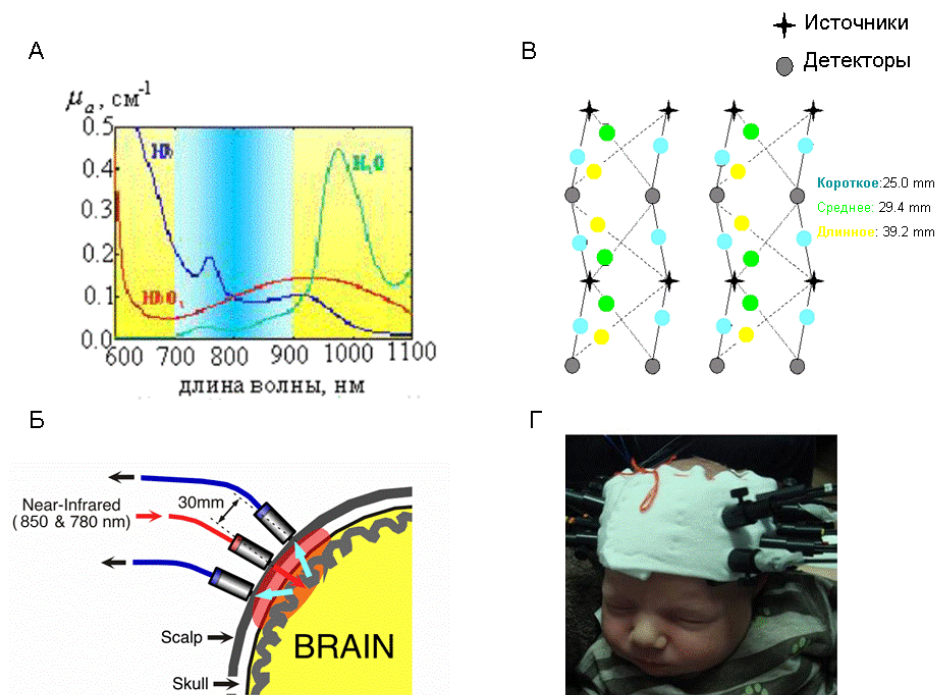 А
μa, см-1
0.5
0.4
0.3
0.2
0.1
0.0
Hb
H2O
600 700 800 900 1000 1100
длина волны, нм
В
Источники
Детекторы
Короткое:25.0 mm
Среднее: 29.4 mm
Длинное: 39.2 mm
Б
30mm
Near-Infrared
(850 & 780 nm)
Scalp
Skull
BRAIN
Г